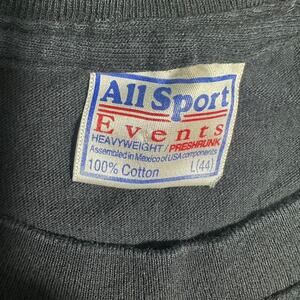 All Sport
Events
HEAVYWEIGHT / PRESHRUNK
Assembled in Mexico of USA components
100% Cotton L(44)